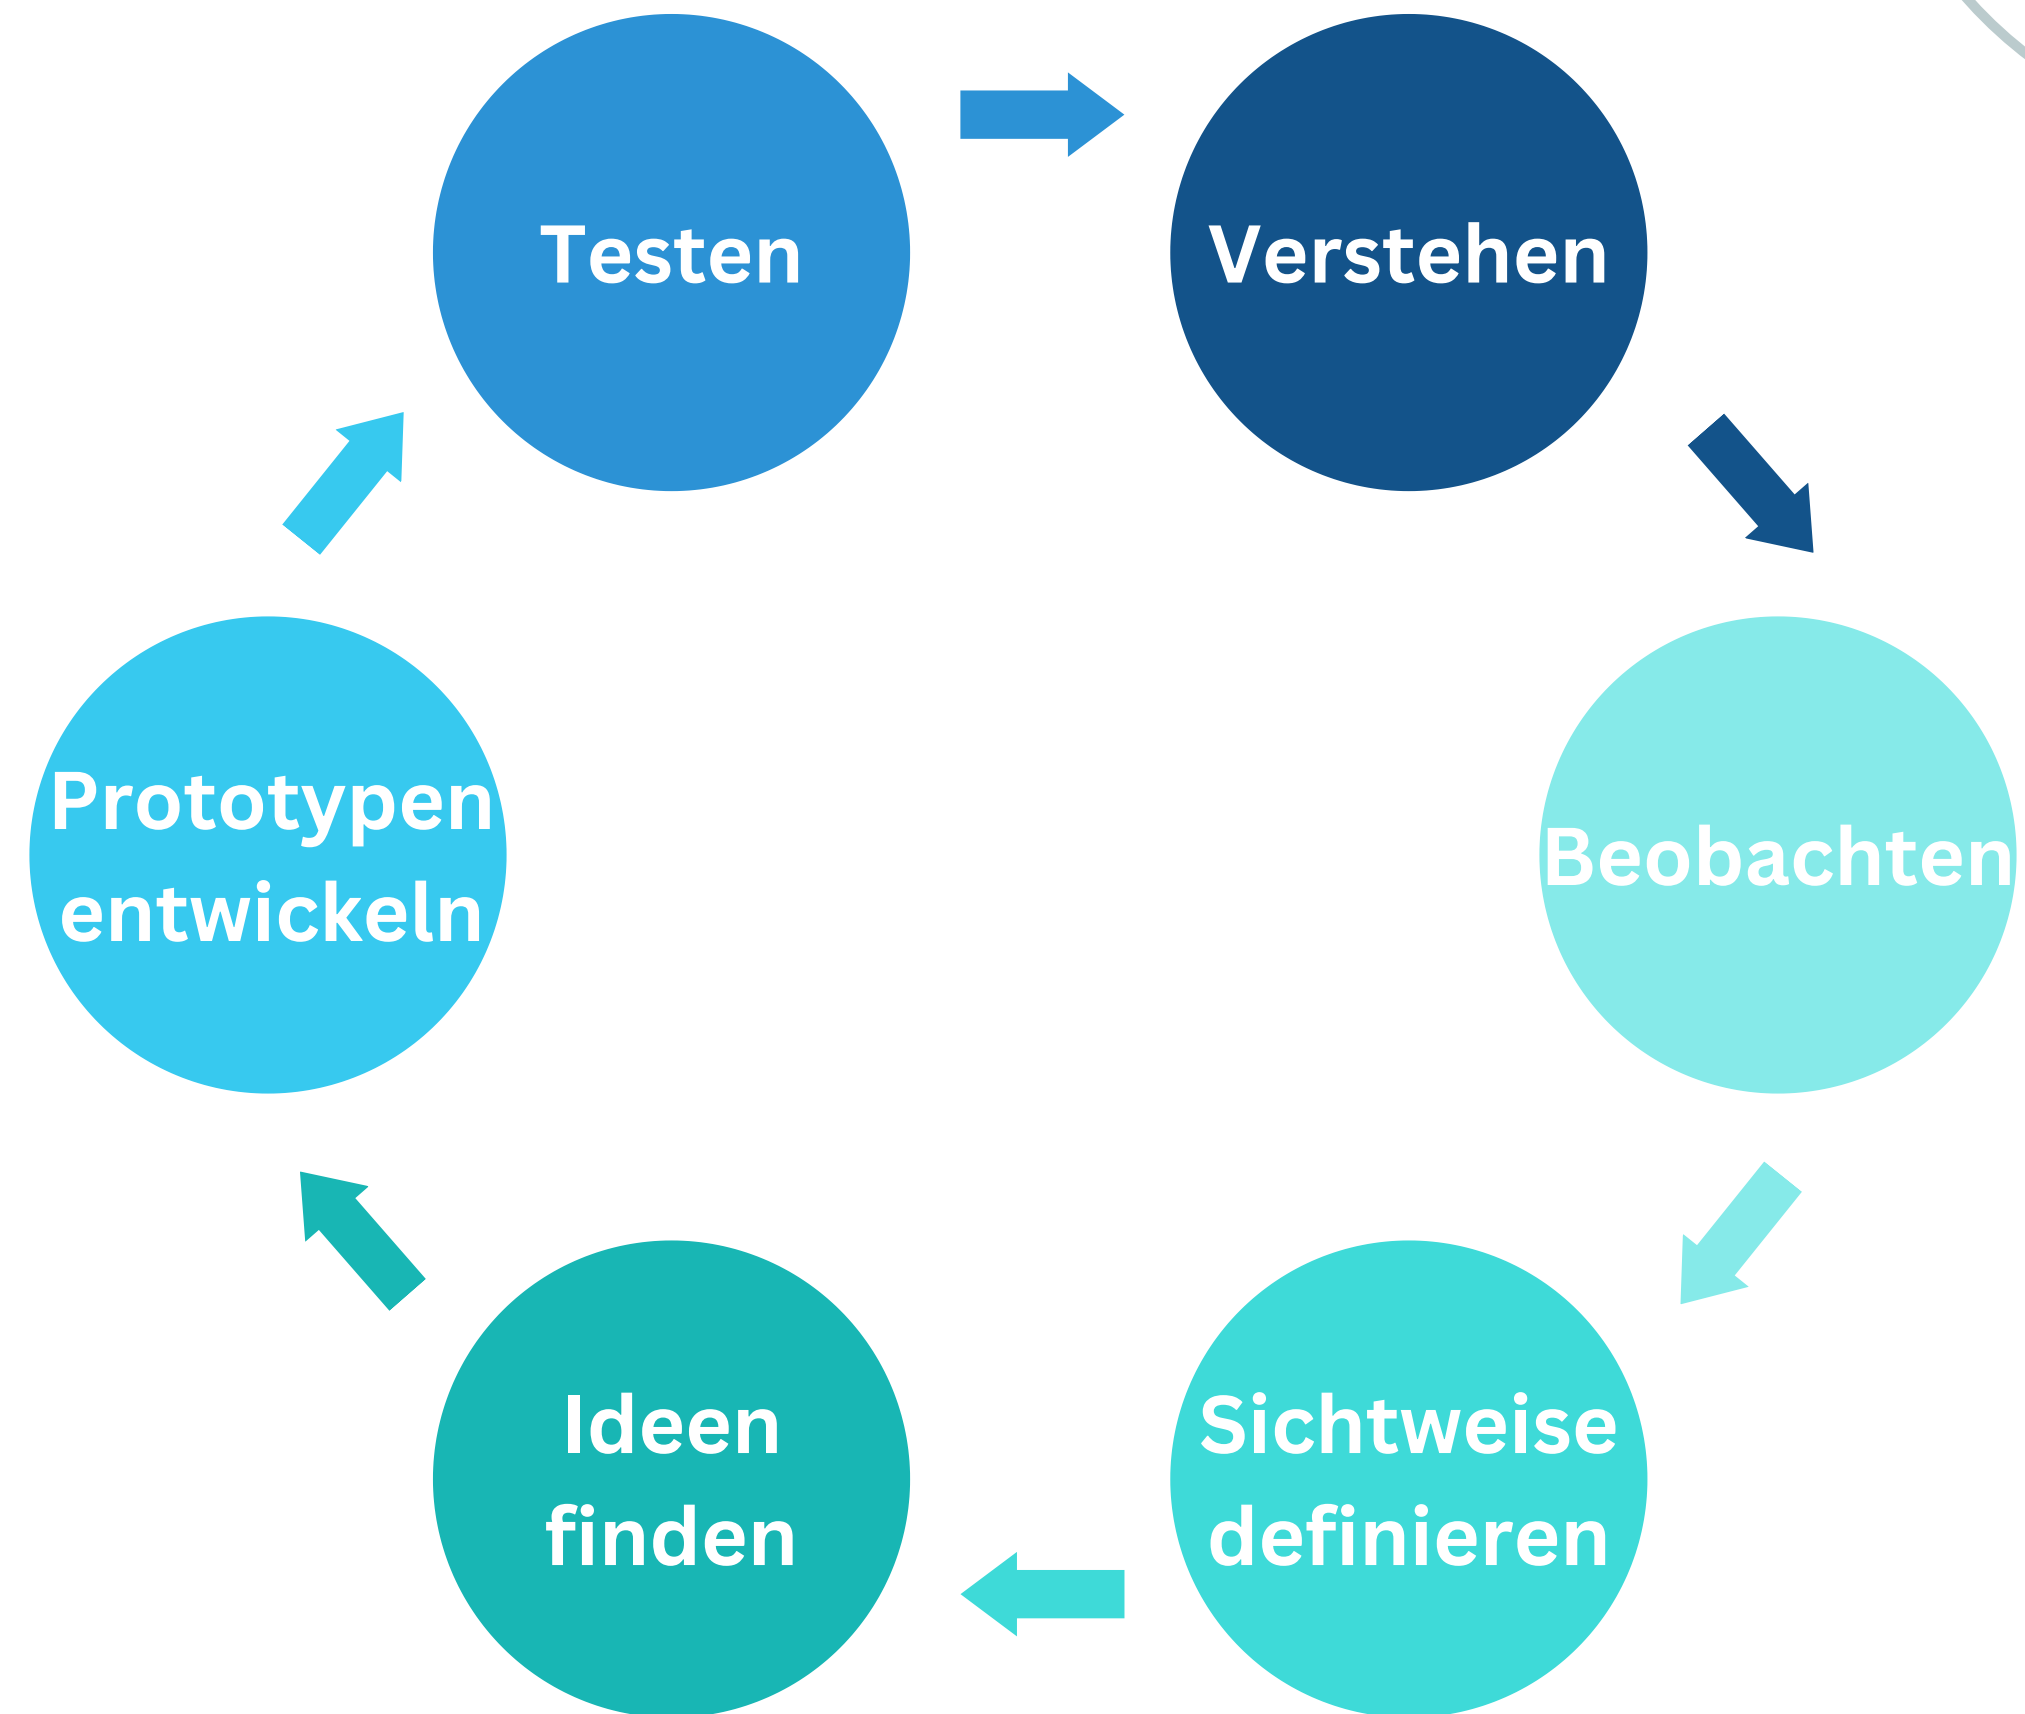 Testen
Verstehen
Prototypen
entwickeln
Beobachten
Ideen
finden
Sichtweise
definieren